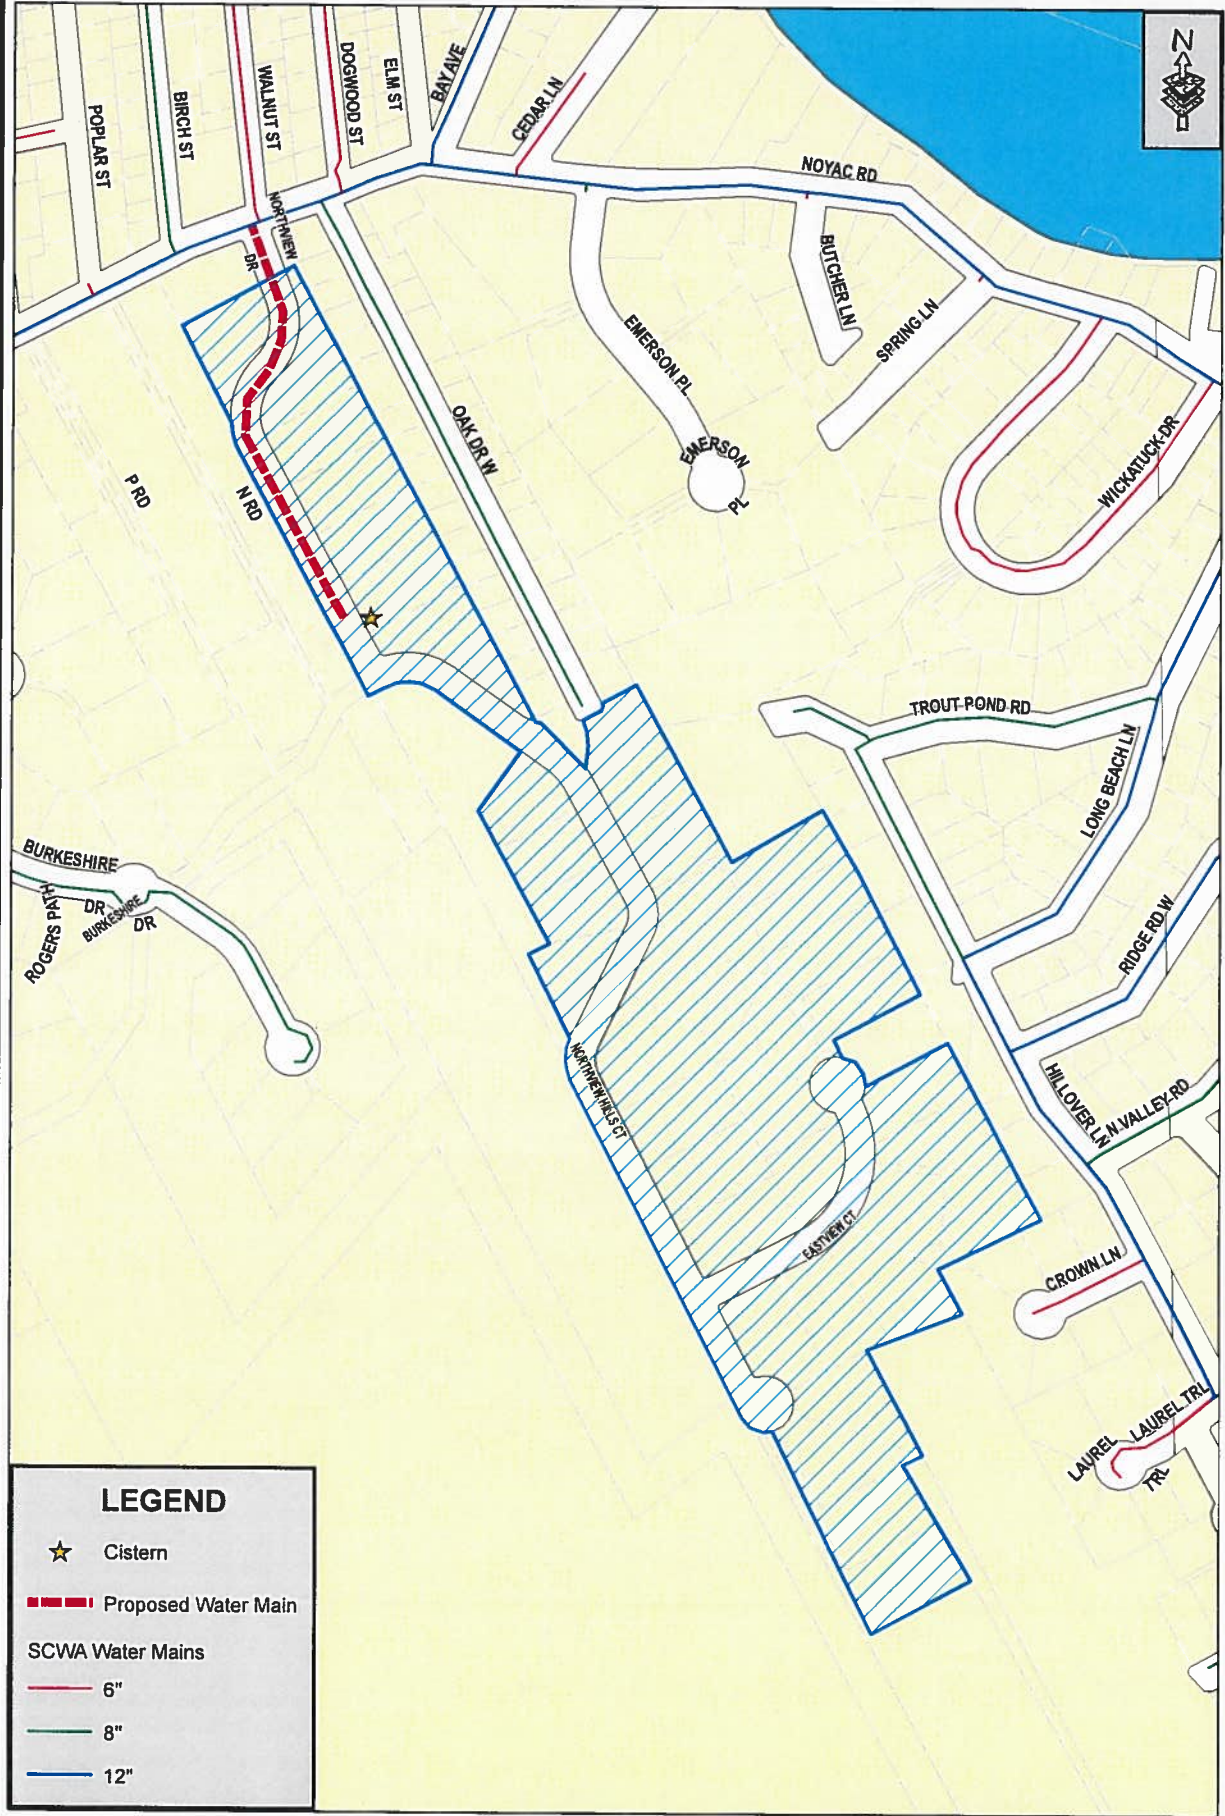 N
POPLAR ST
BIRCH ST
WALNUT ST
DOGWOOD ST
ELM ST
BAY AVE
CEDAR LN
NOYAC RD
NORTHVIEW
DR
BUTCHER LN
SPRING LN
EMERSON PL
EMERSON
PL
OAK DR W
WICKATUCK DR
P RD
N RD
TROUT POND RD
LONG BEACH LN
BURKESHIRE
DR
BURKESHIRE
DR
ROGERS PATH
RIDGE RD W
NORTHVIEW HILLS CT
HILLOVER LN
N VALLEY RD
EASTVIEW CT
CROWN LN
LAUREL TRL
LAUREL
TRL
LEGEND
Cistern
Proposed Water Main
SCWA Water Mains
6"
8"
12"